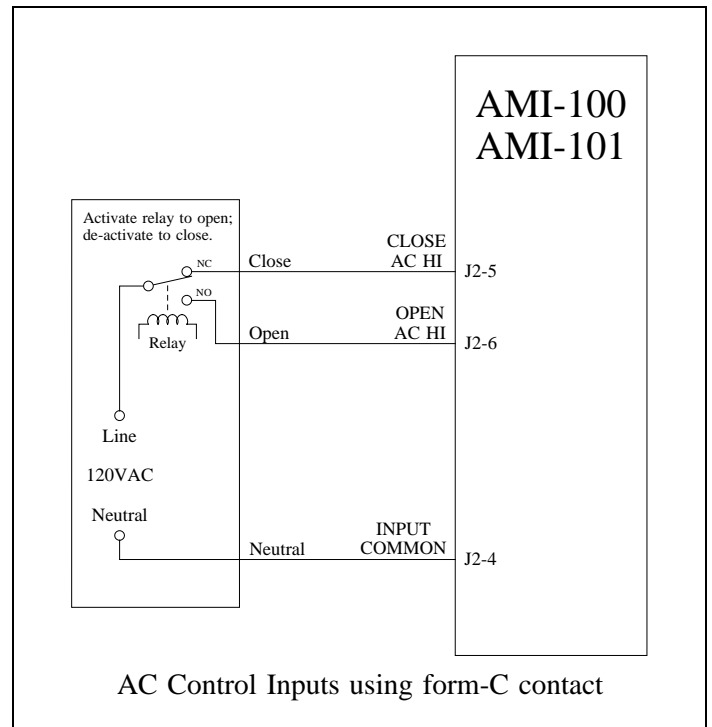 AMI-100
AMI-101
Activate relay to open;
de-activate to close.
NC
Close
CLOSE
AC HI
J2-5
NO
Relay
Open
OPEN
AC HI
J2-6
Line
120VAC
Neutral
Neutral
INPUT
COMMON
J2-4
AC Control Inputs using form-C contact